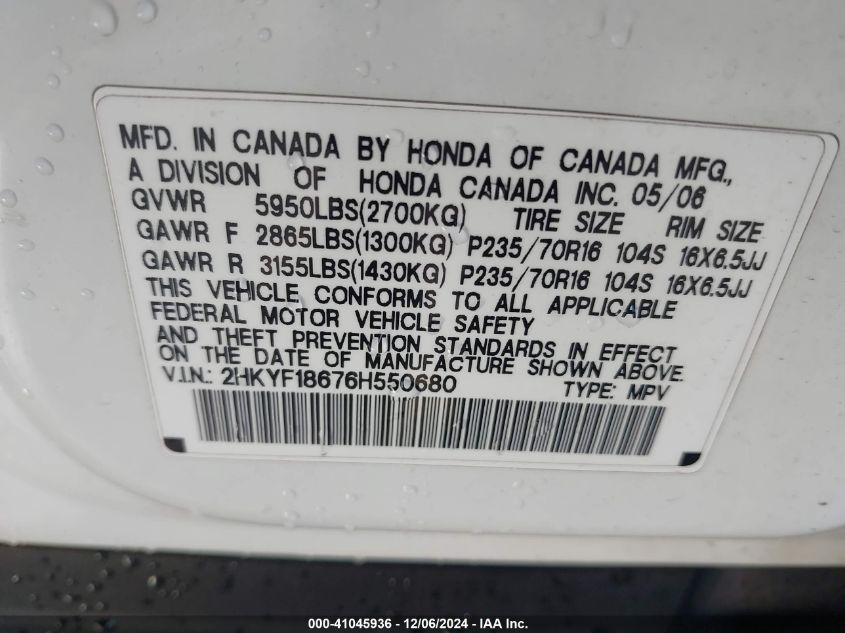 MFD. IN CANADA BY HONDA OF CANADA MFG.,
A DIVISION OF HONDA CANADA INC. 05/06
GVWR 5950LBS(2700KG) TIRE SIZE RIM SIZE
GAWR F 2865LBS(1300KG) P235/70R16 104S 16X6.5JJ
GAWR R 3155LBS(1430KG) P235/70R16 104S 16X6.5JJ
THIS VEHICLE CONFORMS TO ALL APPLICABLE
FEDERAL MOTOR VEHICLE SAFETY
AND THEFT PREVENTION STANDARDS IN EFFECT
ON THE DATE OF MANUFACTURE SHOWN ABOVE.
V.I.N.: 2HKYF18676H550680 TYPE: MPV
000-41045936 - 12/06/2024 - IAA Inc.